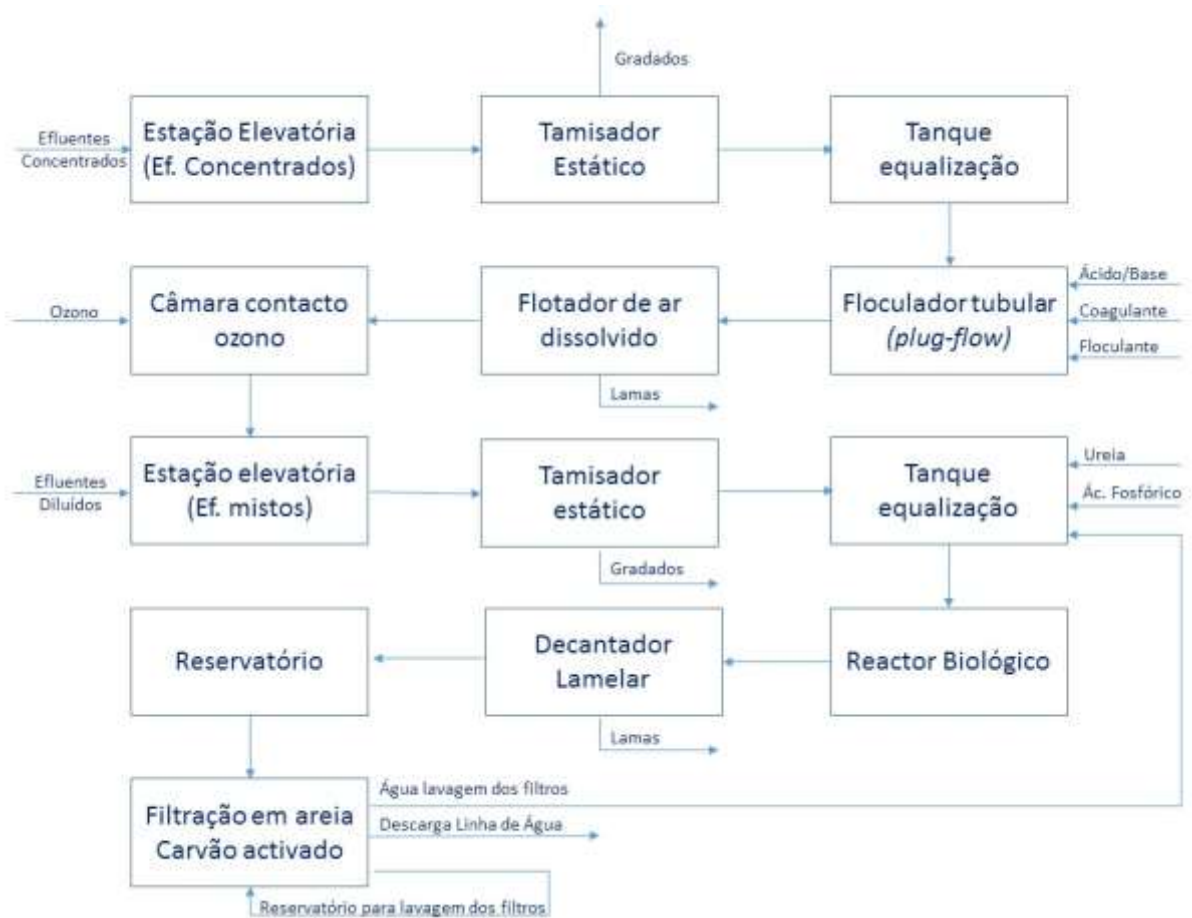 Gradados
Efluentes
Concentrados
Estação Elevatória
(Ef. Concentrados)
Tamisador
Estático
Tanque
equalização
Ozono
Câmara contacto
ozono
Flotador de ar
dissolvido
Floculador tubular
(plug-flow)
Ácido/Base
Coagulante
Floculante
Lamas
Efluentes
Diluídos
Estação elevatória
(Ef. mistos)
Tamisador
estático
Tanque
equalização
Ureia
Ác. Fosfórico
Gradados
Reservatório
Decantador
Lamelar
Reactor Biológico
Lamas
Filtração em areia
Carvão activado
Água lavagem dos filtros
Descarga Linha de Água
Reservatório para lavagem dos filtros